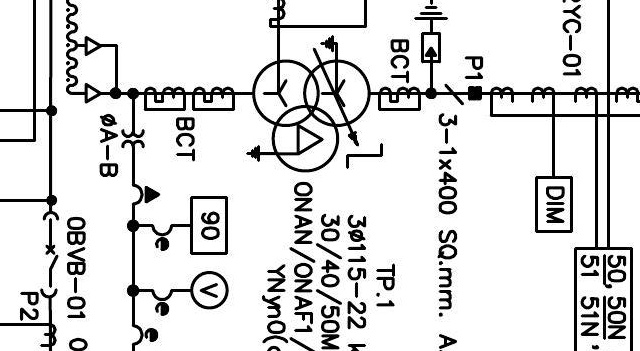 2YC-01
BCT
P1
3-1x400 SQ.mm. A
DIM
50, 50N
51 51N
BCT
ØA-B
90
V
TP.1
3Ø115-22 k
30/40/50M
ONAN/ONAF1/
YNyn0(d
0BVB-01 0
P2